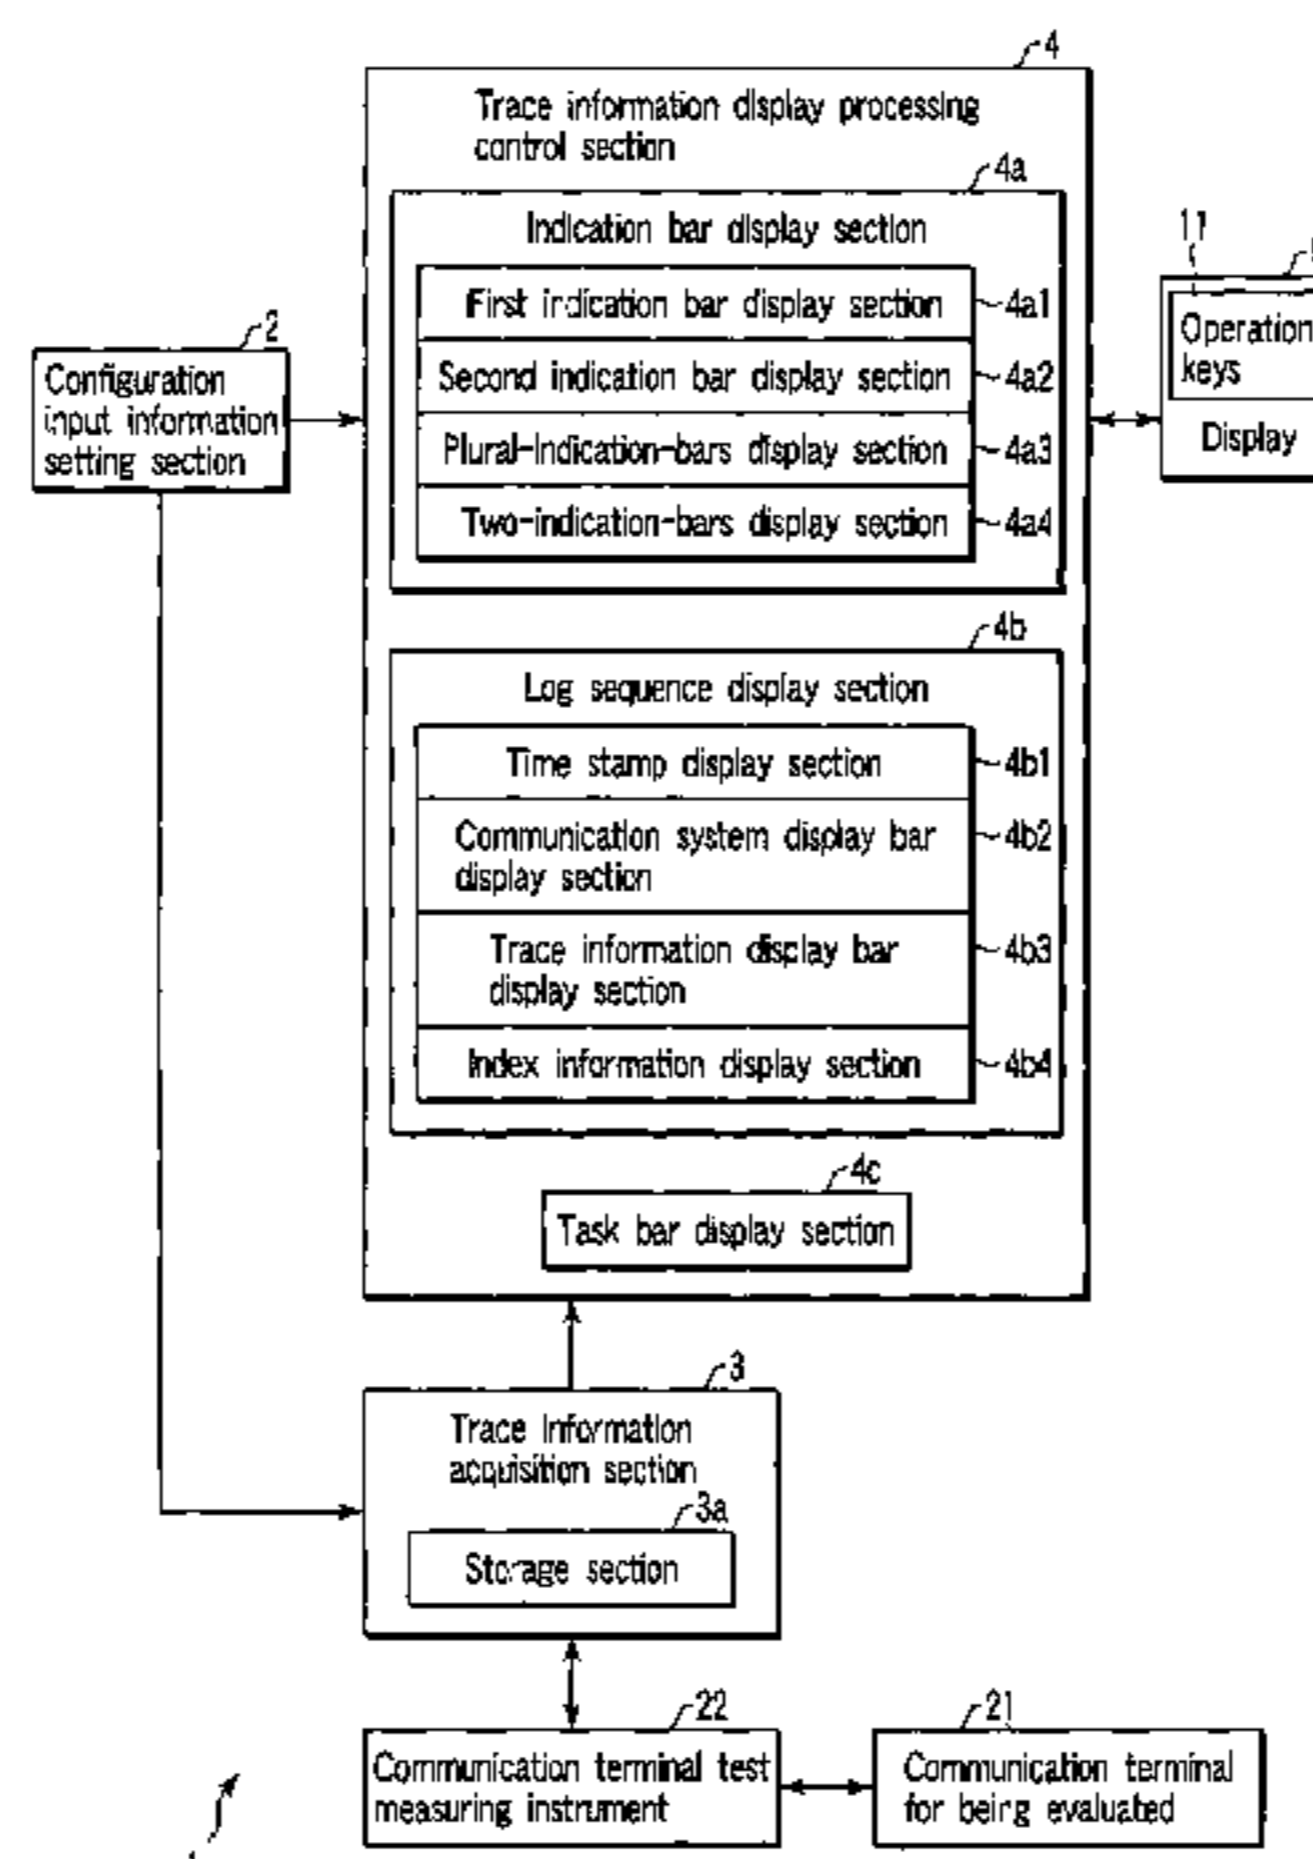 4
Trace information display processing
control section
4a
Indication bar display section
First indication bar display section
4a1
Second indication bar display section
4a2
Plural-indication-bars display section
4a3
Two-indication-bars display section
4a4
11
Operation
keys
Display
2
Configuration
input information
setting section
4b
Log sequence display section
Time stamp display section
4b1
Communication system display bar
display section
4b2
Trace information display bar
display section
4b3
Index information display section
4b4
4c
Task bar display section
3
Trace information
acquisition section
3a
Storage section
22
Communication terminal test
measuring instrument
21
Communication terminal
for being evaluated